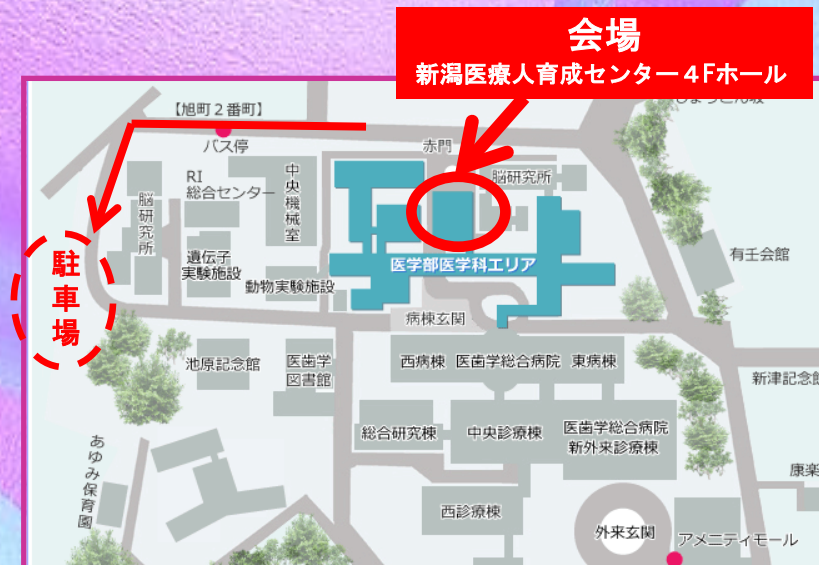 会場
新潟医療人育成センター４Fホール
【旭町２番町】
バス停
赤門
RI
総合センター
中央機械室
脳研究所
脳研究所
遺伝子
実験施設
動物実験施設
医学部医学科エリア
有壬会館
駐車場
病棟玄関
池原記念館
医歯学
図書館
西病棟
医歯学総合病院
東病棟
新津記念館
総合研究棟
中央診療棟
医歯学総合病院
新外来診療棟
あゆみ保育園
康楽
西診療棟
外来玄関
アメニティモール